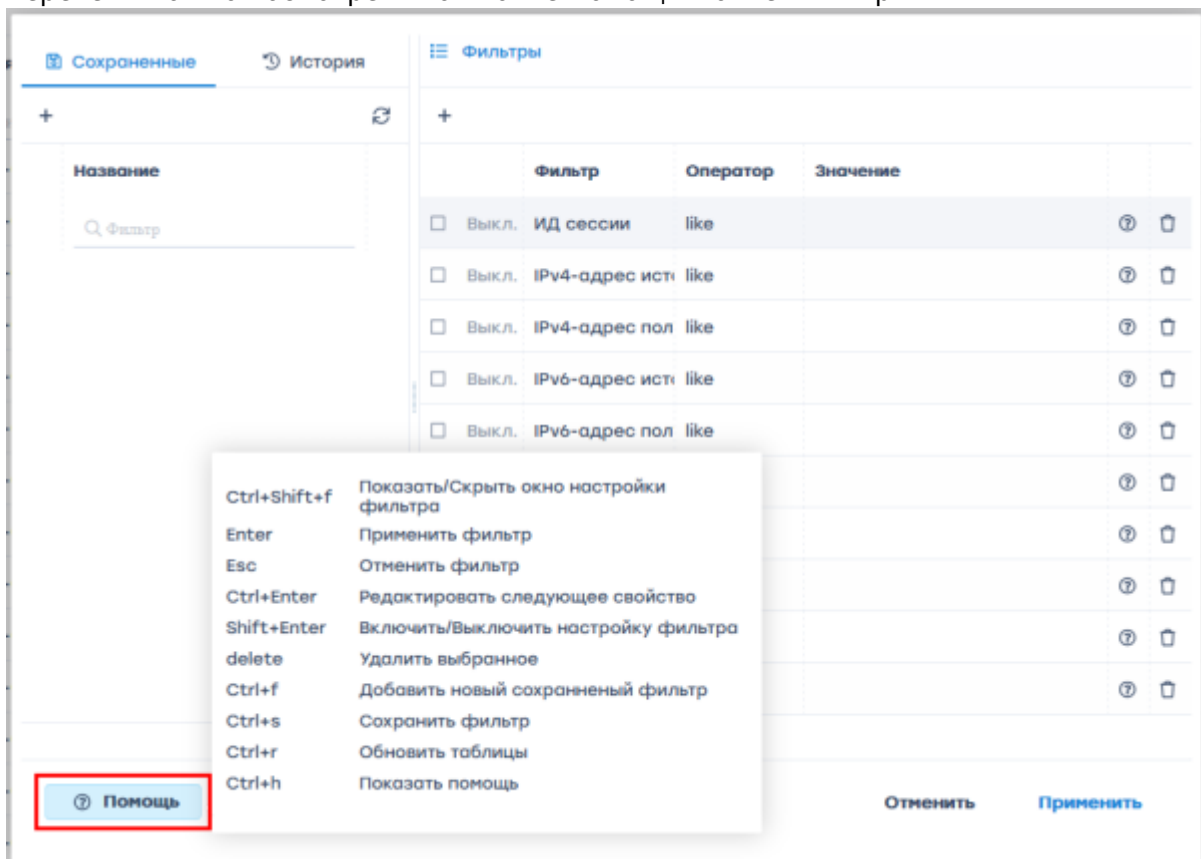 Сохраненные История Фильтры
+ +
Название Фильтр Оператор Значение
Фильтр
Выкл. ИД сессии like
Выкл. IPv4-адрес ист like
Выкл. IPv4-адрес пол like
Выкл. IPv6-адрес ист like
Выкл. IPv6-адрес пол like
Ctrl+Shift+f Показать/Скрыть окно настройки
фильтра
Enter Применить фильтр
Esc Отменить фильтр
Ctrl+Enter Редактировать следующее свойство
Shift+Enter Включить/Выключить настройку фильтра
delete Удалить выбранное
Ctrl+f Добавить новый сохранненый фильтр
Ctrl+s Сохранить фильтр
Ctrl+r Обновить таблицы
Ctrl+h Показать помощь
Помощь Отменить Применить